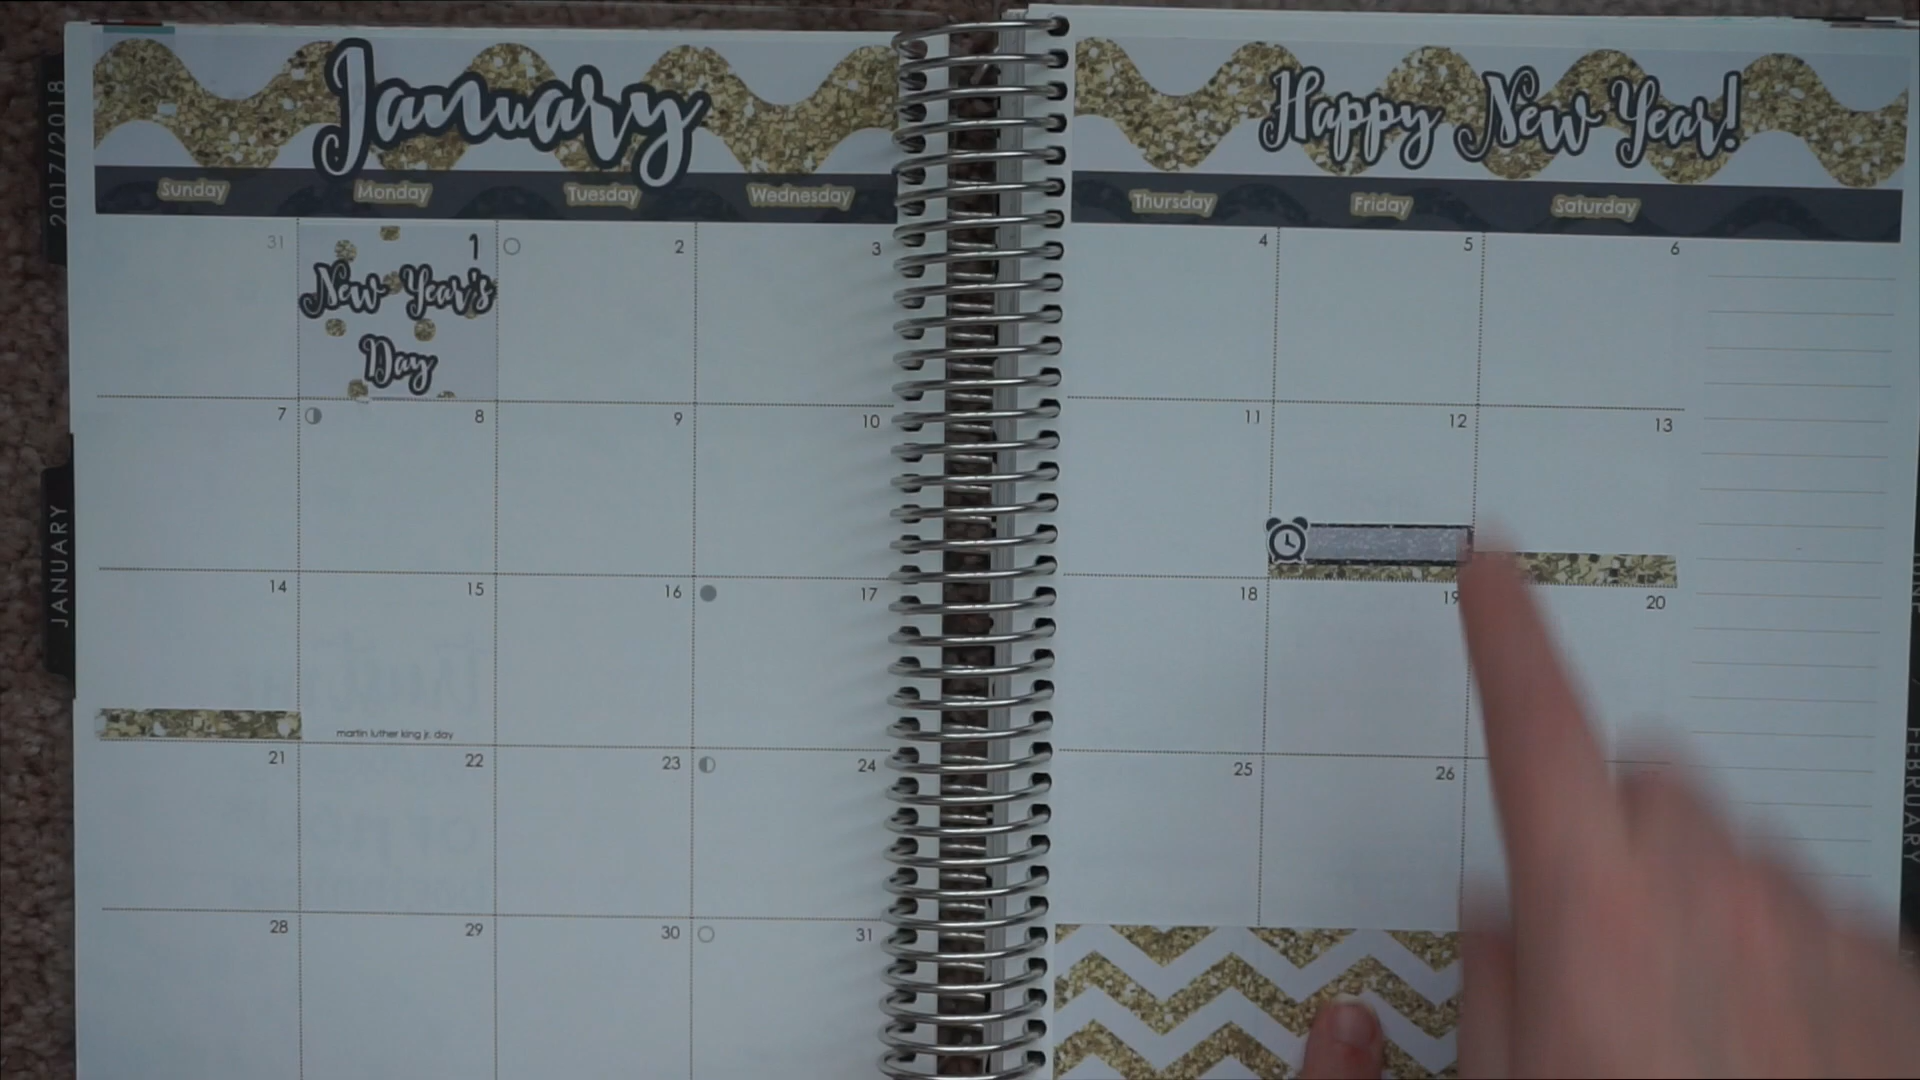 January
Happy New Year!
Sunday Monday Tuesday Wednesday Thursday Friday Saturday
31 1 2 3 4 5 6
New Year's
Day
7 8 9 10 11 12 13
14 15 16 17 18 19 20
martin luther king jr. day
21 22 23 24 25 26
28 29 30 31
2017/2018
JANUARY
JUNE
FEBRUARY